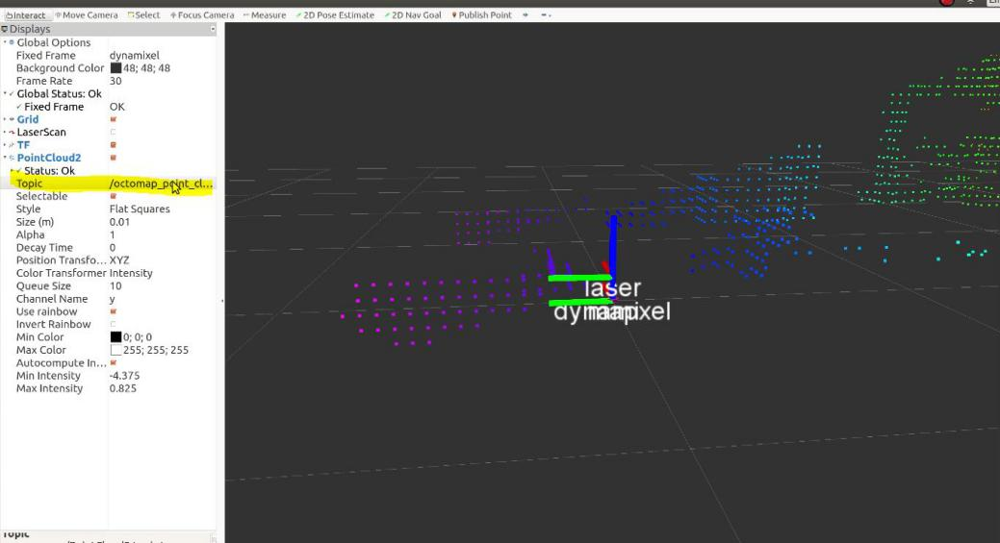 Interact Move Camera Select Focus Camera Measure 2D Pose Estimate 2D Nav Goal Publish Point
Displays
Global Options
Fixed Frame dynamixel
Background Color 48; 48; 48
Frame Rate 30
Global Status: Ok
Fixed Frame OK
Grid
LaserScan
TF
PointCloud2
Status: Ok
Topic /octomap_point_cl...
Selectable
Style Flat Squares
Size (m) 0.01
Alpha 1
Decay Time 0
Position Transfo... XYZ
Color Transformer Intensity
Queue Size 10
Channel Name y
Use rainbow
Invert Rainbow
Min Color 0; 0; 0
Max Color 255; 255; 255
Autocompute In...
Min Intensity -4.375
Max Intensity 0.825
laser
dynamixel
map
Topic